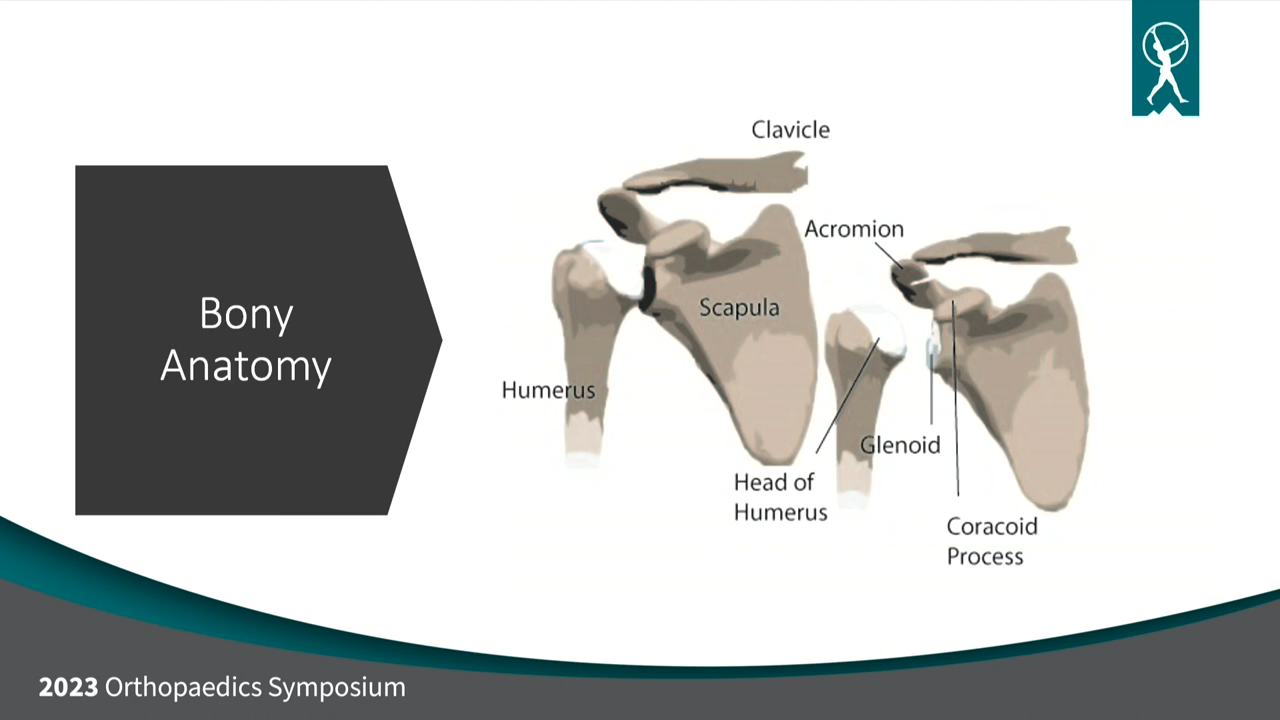 Bony
Anatomy
Clavicle
Acromion
Scapula
Humerus
Glenoid
Head of
Humerus
Coracoid
Process
2023 Orthopaedics Symposium